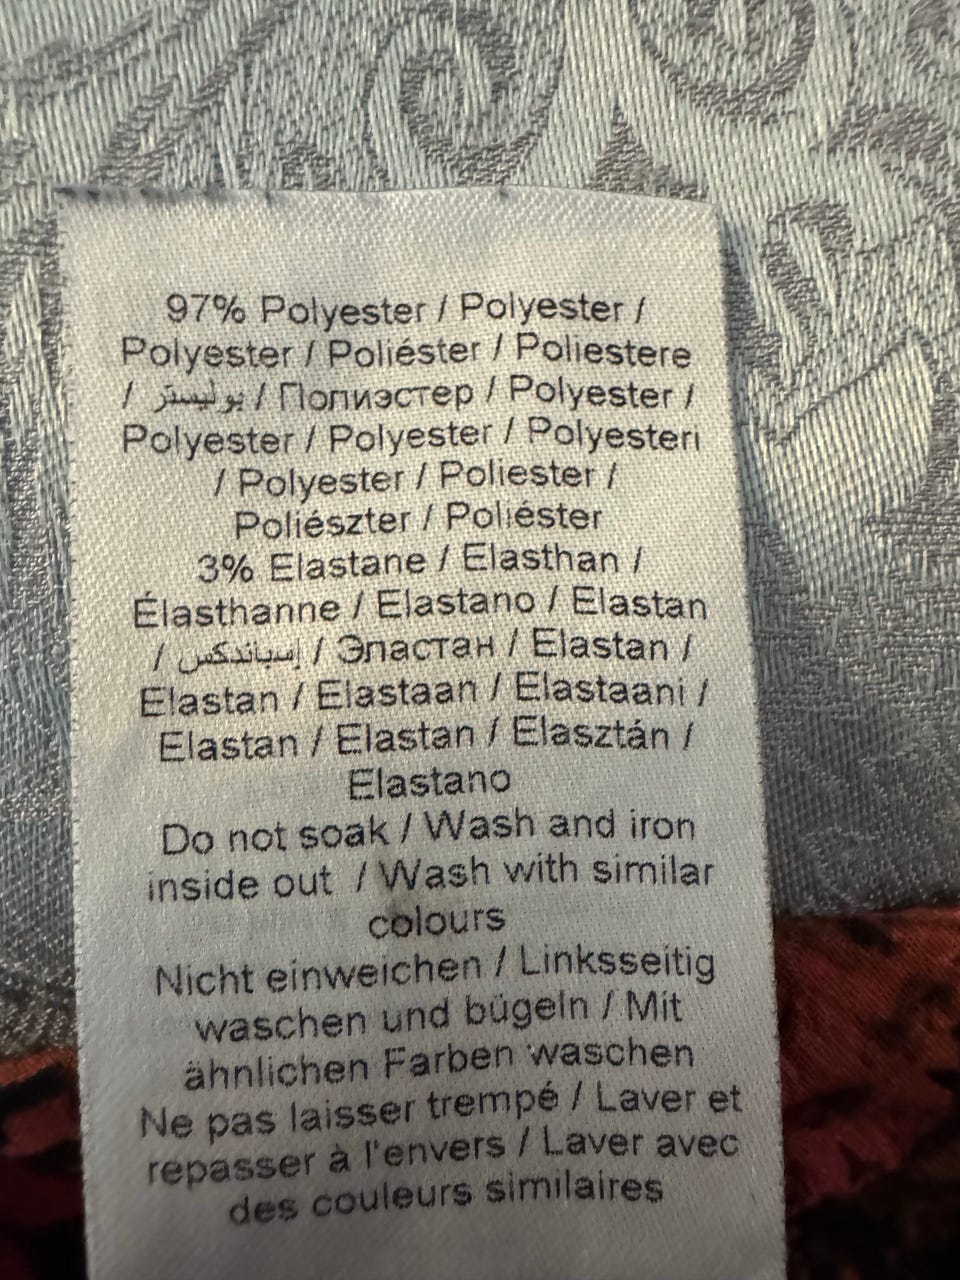 97% Polyester / Polyester /
Polyester / Poliéster / Poliestere
/ بوليستر / Полиэстер / Polyester /
Polyester / Polyester / Polyesteri
/ Polyester / Poliester /
Poliészter / Poliéster
3% Elastane / Elasthan /
Élasthanne / Elastano / Elastan
/ إسباندكس / Эластан / Elastan /
Elastan / Elastaan / Elastaani /
Elastan / Elastan / Elasztán /
Elastano
Do not soak / Wash and iron
inside out / Wash with similar
colours
Nicht einweichen / Linksseitig
waschen und bügeln / Mit
ähnlichen Farben waschen
Ne pas laisser trempé / Laver et
repasser à l'envers / Laver avec
des couleurs similaires